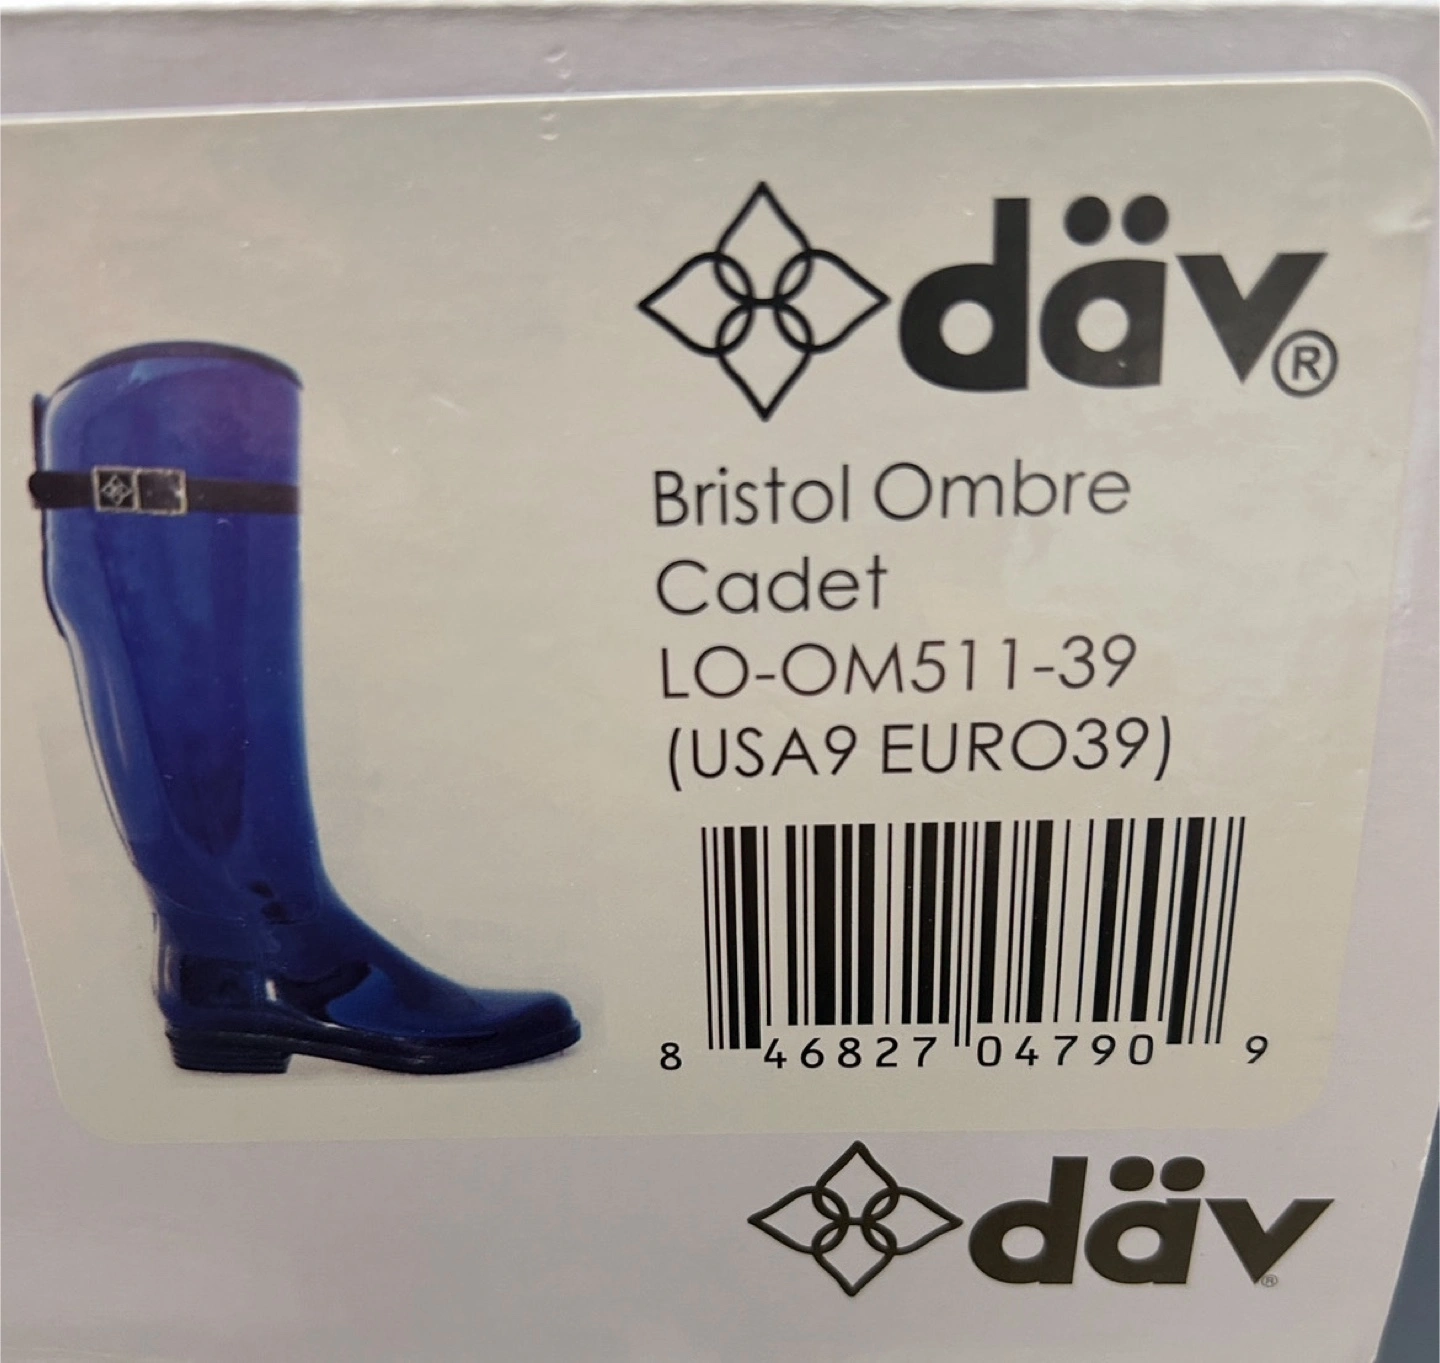 däv®
Bristol Ombre
Cadet
LO-OM511-39
(USA9 EURO39)
8 46827 04790 9
däv®